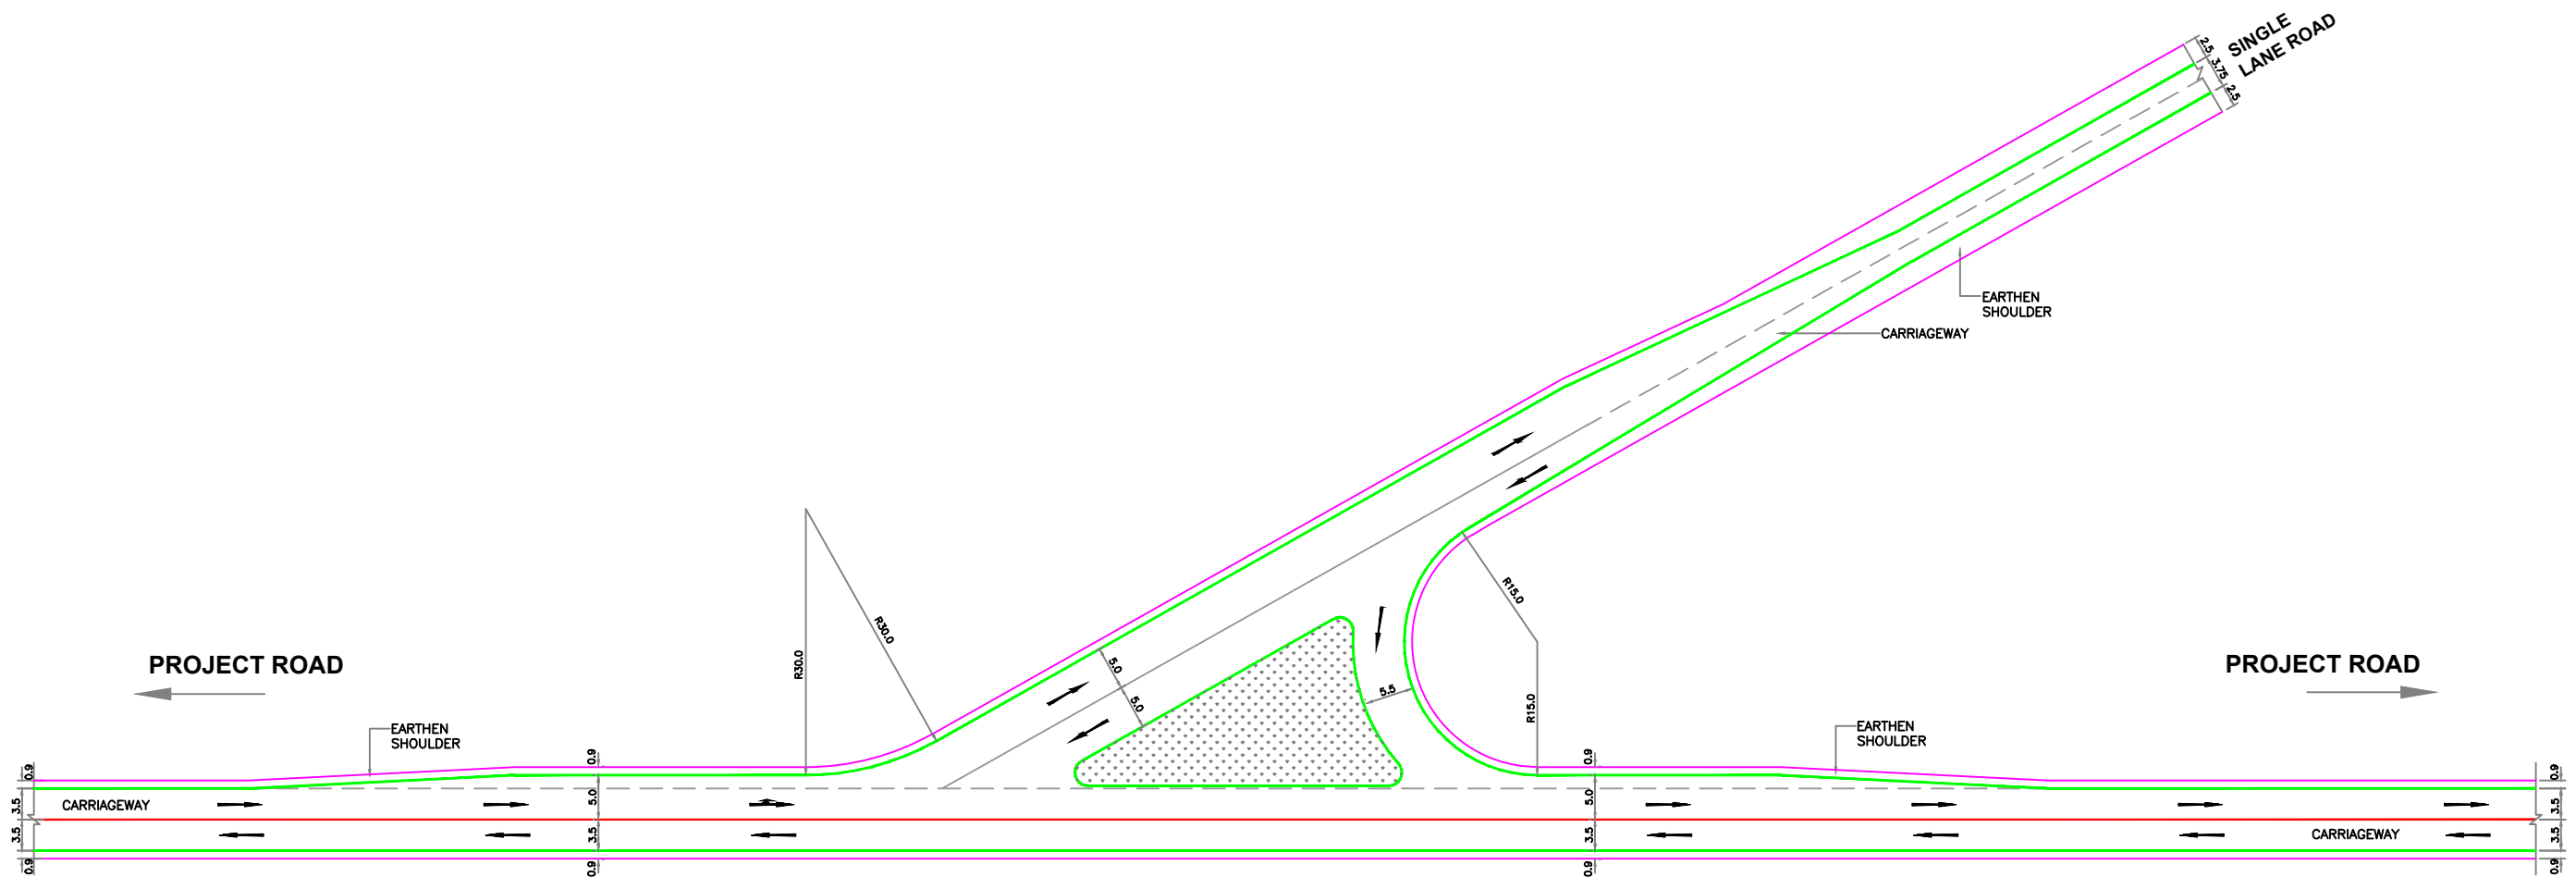 2.5
3.75
2.5
SINGLE
LANE ROAD
EARTHEN
SHOULDER
CARRIAGEWAY
R15.0
R15.0
R30.0
R30.0
5.0
5.0
5.5
PROJECT ROAD
PROJECT ROAD
EARTHEN
SHOULDER
EARTHEN
SHOULDER
0.9
3.5
3.5
0.9
CARRIAGEWAY
0.9
5.0
3.5
0.9
0.9
5.0
3.5
0.9
CARRIAGEWAY
0.9
3.5
3.5
0.9